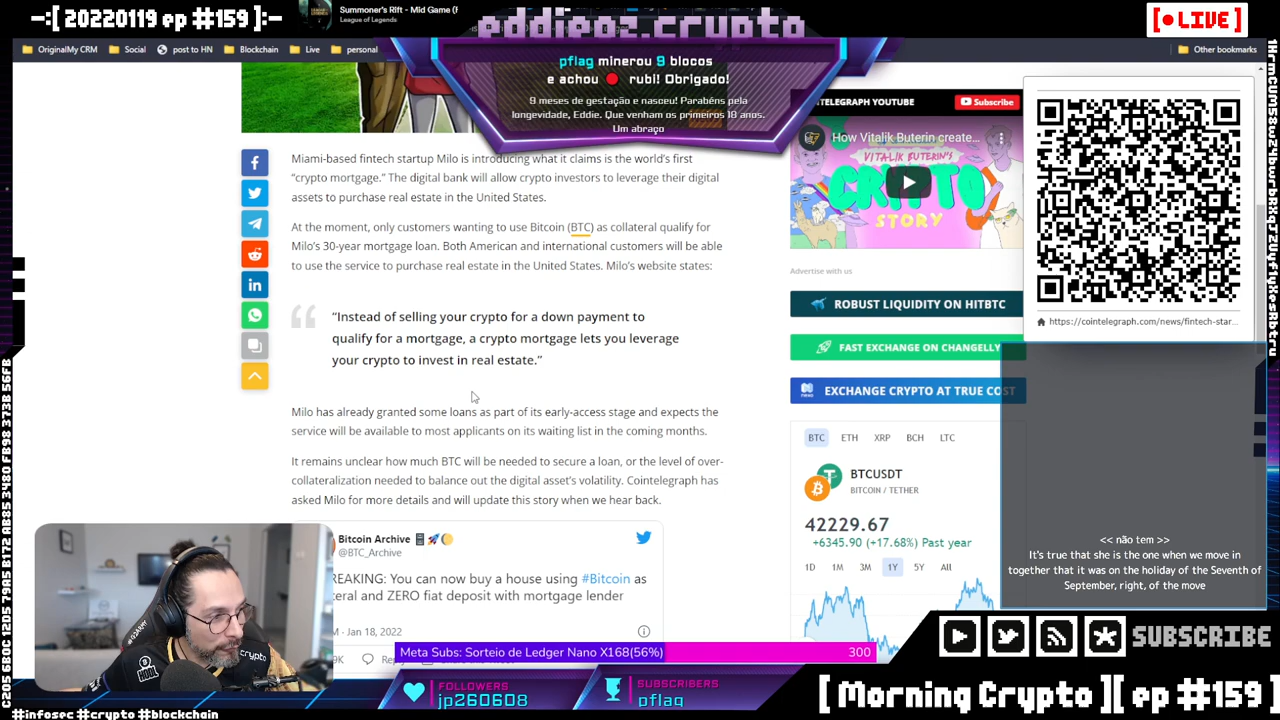 -:[ 20220119 ep #159 ]:-
Summoner's Rift - Mid Game (F
League of Legends
eddieoz.crypto
[ • LIVE ]
OriginalMy CRM
Social
post to HN
Blockchain
Live
personal
Other bookmarks
pflag minerou 9 blocos
e achou rubi! Obrigado!
9 meses de gestação e nasceu! Parabéns pela
longevidade, Eddie. Que venham os primeiros 18 anos.
Um abraço
Miami-based fintech startup Milo is introducing what it claims is the world's first
"crypto mortgage." The digital bank will allow crypto investors to leverage their digital
assets to purchase real estate in the United States.
At the moment, only customers wanting to use Bitcoin (BTC) as collateral qualify for
Milo's 30-year mortgage loan. Both American and international customers will be able
to use the service to purchase real estate in the United States. Milo's website states:
"Instead of selling your crypto for a down payment to
qualify for a mortgage, a crypto mortgage lets you leverage
your crypto to invest in real estate."
Milo has already granted some loans as part of its early-access stage and expects the
service will be available to most applicants on its waiting list in the coming months.
It remains unclear how much BTC will be needed to secure a loan, or the level of over-
collateralization needed to balance out the digital asset's volatility. Cointelegraph has
asked Milo for more details and will update this story when we hear back.
Bitcoin Archive
@BTC_Archive
REAKING: You can now buy a house using #Bitcoin as
teral and ZERO fiat deposit with mortgage lender
M · Jan 18, 2022
NTELEGRAPH YOUTUBE
Subscribe
How Vitalik Buterin create...
VITALIK BUTERIN'S
CRYPTO
STORY
Advertise with us
ROBUST LIQUIDITY ON HITBTC
FAST EXCHANGE ON CHANGELLY
EXCHANGE CRYPTO AT TRUE COST
BTC
ETH
XRP
BCH
LTC
BTCUSDT
BITCOIN / TETHER
42229.67
+6345.90 (+17.68%) Past year
1D
1M
3M
1Y
5Y
All
https://cointelegraph.com/news/fintech-star...
<< não tem >>
It's true that she is the one when we move in
together that it was on the holiday of the Seventh of
September, right, of the move
crypto
Meta Subs: Sorteio de Ledger Nano X168(56%)
300
FOLLOWERS
jp260608
SUBSCRIBERS
pflag
SUBSCRIBE
[ Morning Crypto ][ ep #159 ]
#infosec #crypto #blockchain